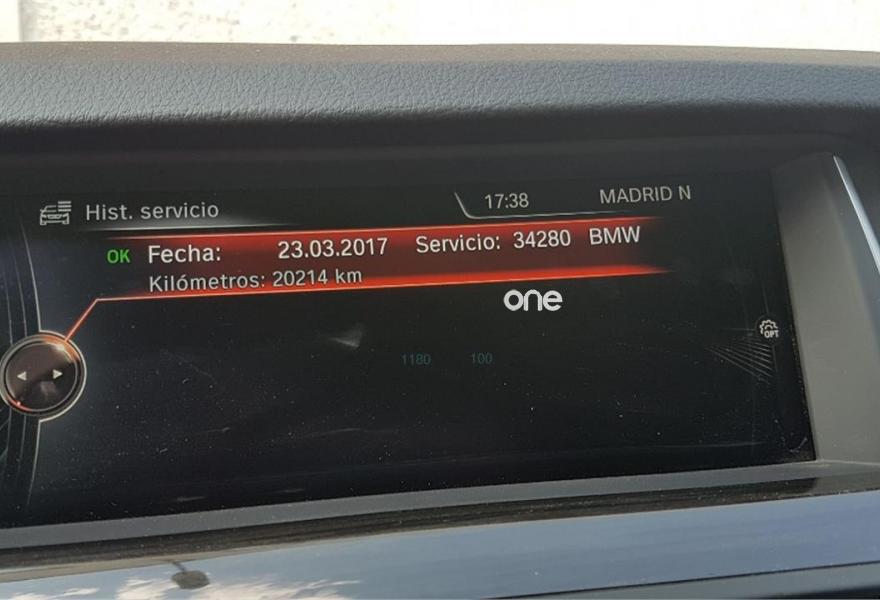 Hist. servicio
17:38
MADRID N
OK Fecha: 23.03.2017 Servicio: 34280 BMW
Kilómetros: 20214 km
one
1180 100
OPT